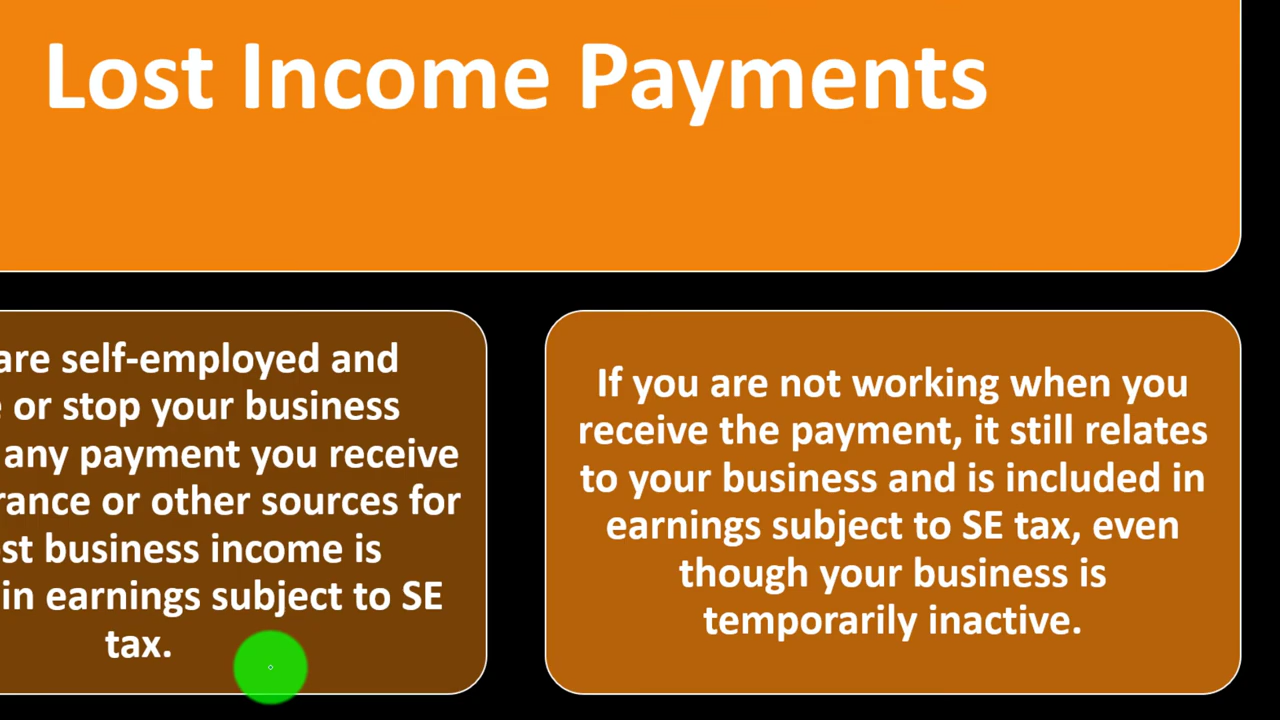 Lost Income Payments
are self-employed and
or stop your business
any payment you receive
rance or other sources for
st business income is
in earnings subject to SE
tax.
If you are not working when you
receive the payment, it still relates
to your business and is included in
earnings subject to SE tax, even
though your business is
temporarily inactive.